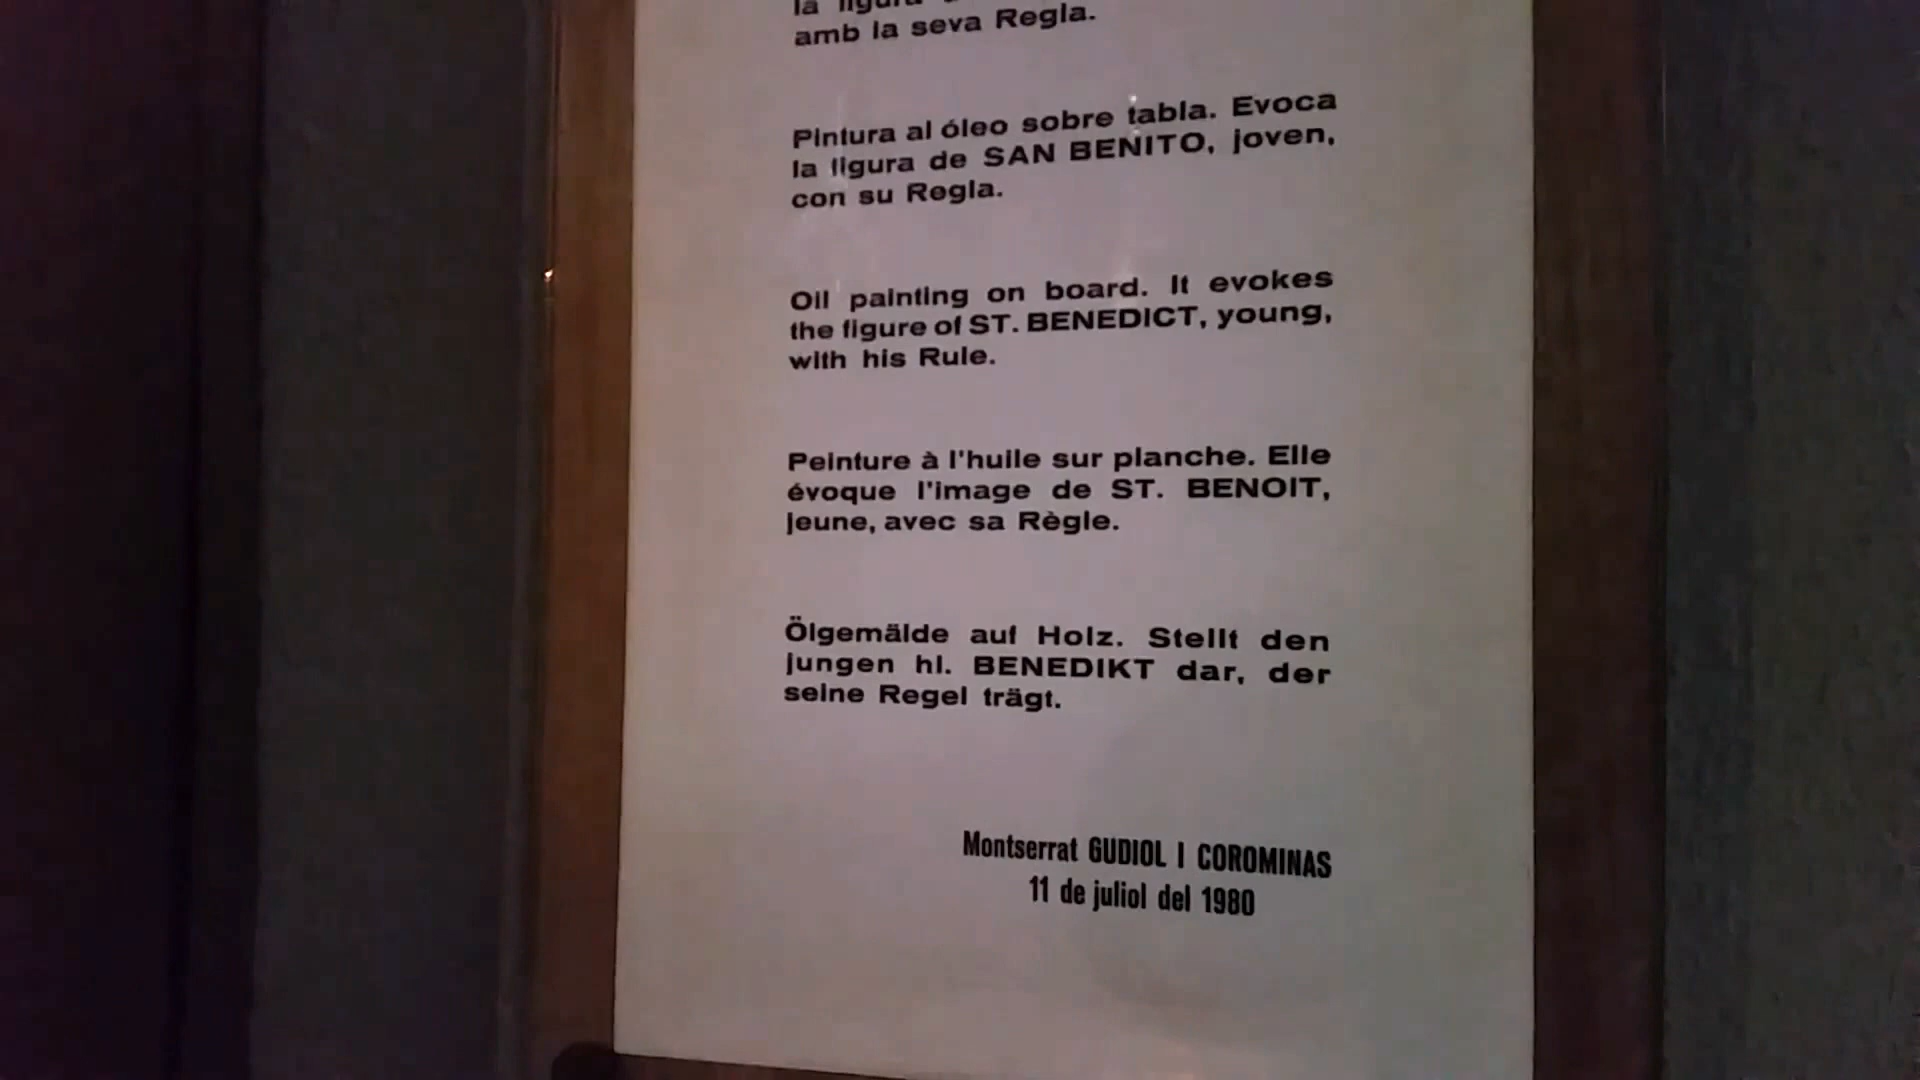 la figura
amb la seva Regla.
Pintura al óleo sobre tabla. Evoca
la figura de SAN BENITO, joven,
con su Regla.
Oil painting on board. It evokes
the figure of ST. BENEDICT, young,
with his Rule.
Peinture à l'huile sur planche. Elle
évoque l'image de ST. BENOIT,
jeune, avec sa Règle.
Ölgemälde auf Holz. Stellt den
jungen hl. BENEDIKT dar, der
seine Regel trägt.
Montserrat GUDIOL I COROMINAS
11 de juliol del 1980